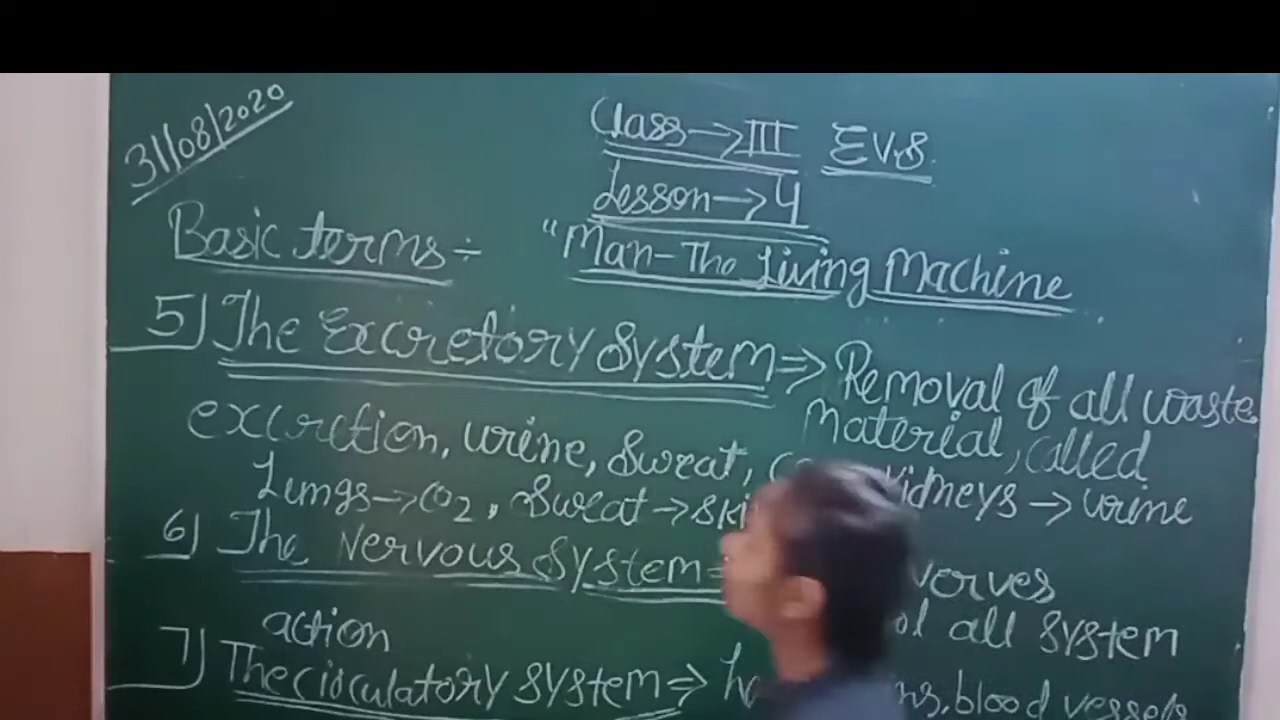 31/08/2020
Class→III EVS.
Lesson→4
Basic terms÷ "Man-The Living Machine
5] The Excretory System ⇒ Removal of all waste
Material, called
excretion, urine, Sweat, Kidneys → urine
Lungs→CO2, Sweat→Ski
6] The Nervous System= nerves
all system
action
7] The circulatory system ⇒ blood vessels